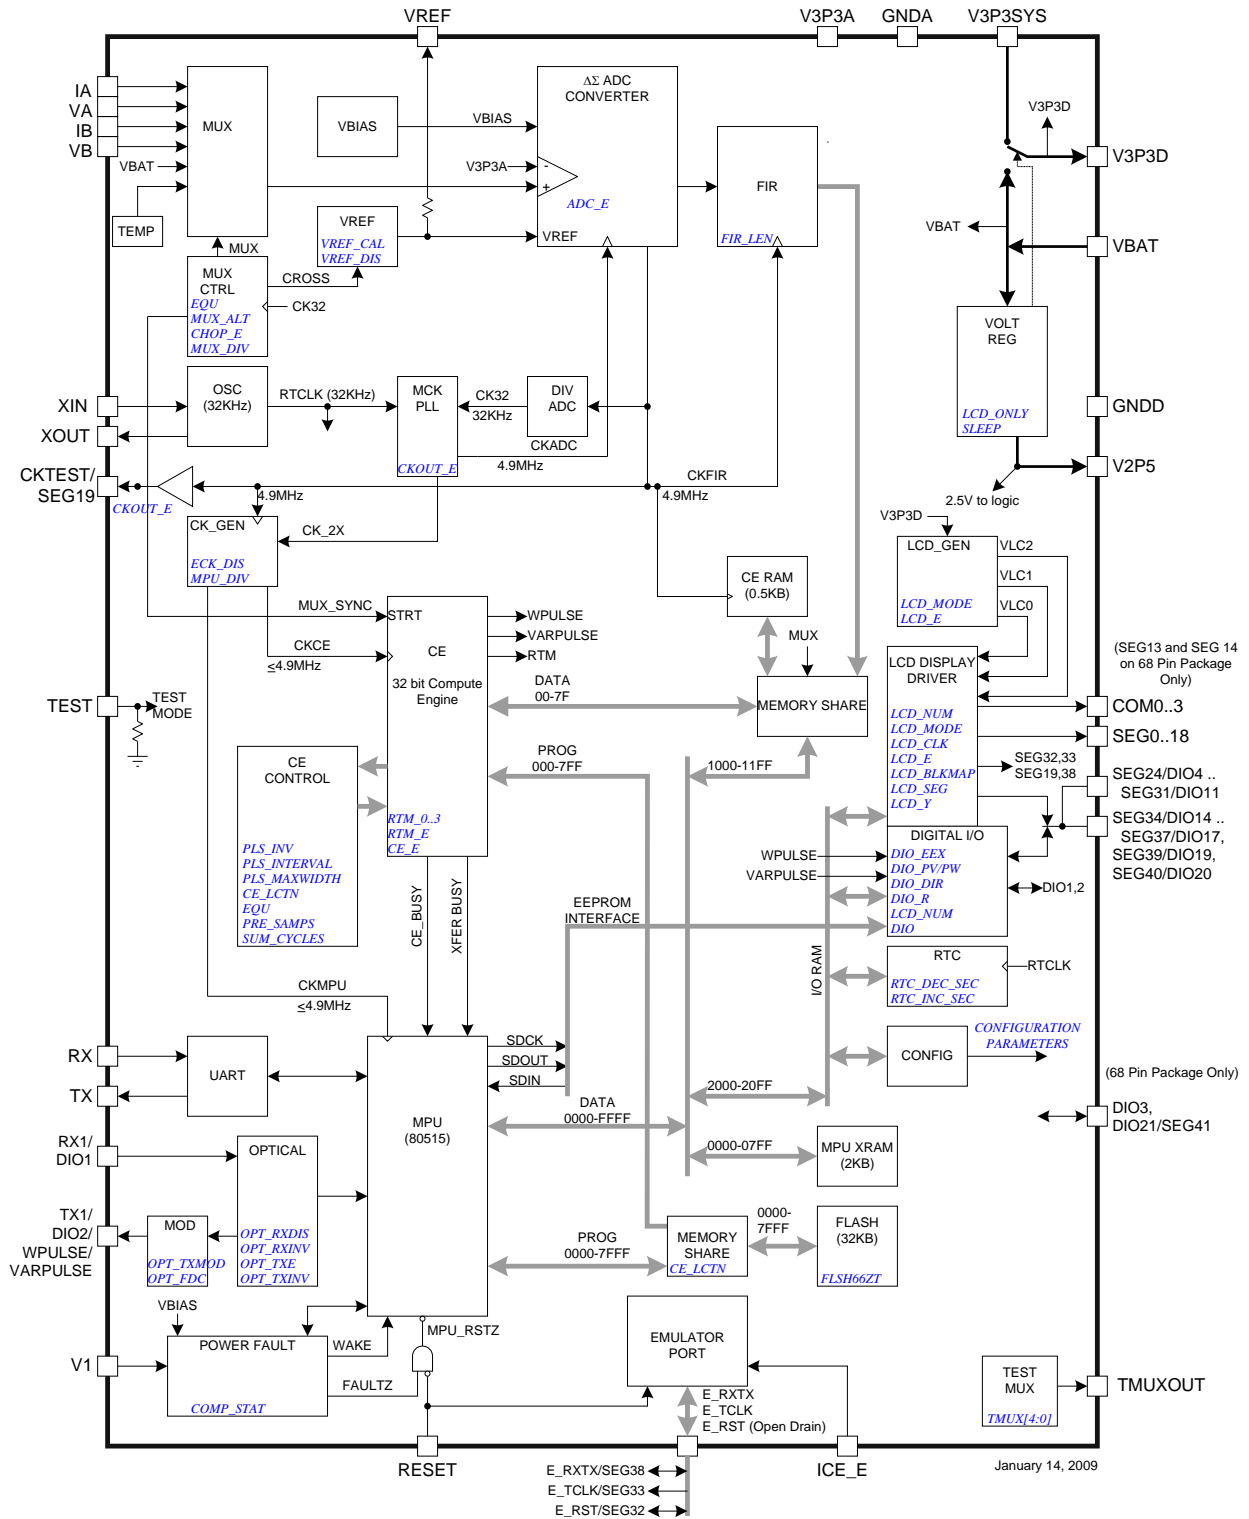 VREF
V3P3A
GNDA
V3P3SYS
IA
VA
IB
VB
VBAT
TEMP
MUX
MUX
VBIAS
VBIAS
ΔΣ ADC
CONVERTER
V3P3A
-
+
ADC_E
VREF
VREF
VREF_CAL
VREF_DIS
FIR
FIR_LEN
V3P3D
V3P3D
VBAT
VBAT
VOLT
REG
LCD_ONLY
SLEEP
GNDD
V2P5
2.5V to logic
MUX
CTRL
EQU
MUX_ALT
CHOP_E
MUX_DIV
CROSS
CK32
XIN
XOUT
OSC
(32KHz)
RTCLK (32KHz)
MCK
PLL
CKOUT_E
CK32
32KHz
DIV
ADC
CKADC
4.9MHz
CKFIR
4.9MHz
CKTEST/
SEG19
CKOUT_E
4.9MHz
CK_GEN
ECK_DIS
MPU_DIV
CK_2X
V3P3D
LCD_GEN
LCD_MODE
LCD_E
VLC2
VLC1
VLC0
CE RAM
(0.5KB)
MUX_SYNC
STRT
CKCE
≤4.9MHz
CE
32 bit Compute
Engine
RTM_0..3
RTM_E
CE_E
WPULSE
VARPULSE
RTM
DATA
00-7F
MUX
MEMORY SHARE
PROG
000-7FF
1000-11FF
TEST
TEST
MODE
CE
CONTROL
PLS_INV
PLS_INTERVAL
PLS_MAXWIDTH
CE_LCTN
EQU
PRE_SAMPS
SUM_CYCLES
CE_BUSY
XFER BUSY
LCD DISPLAY
DRIVER
LCD_NUM
LCD_MODE
LCD_CLK
LCD_E
LCD_BLKMAP
LCD_SEG
LCD_Y
(SEG13 and SEG 14
on 68 Pin Package
Only)
COM0..3
SEG0..18
SEG32,33
SEG19,38
SEG24/DIO4 ..
SEG31/DIO11
SEG34/DIO14 ..
SEG37/DIO17,
SEG39/DIO19,
SEG40/DIO20
DIGITAL I/O
DIO_EEX
DIO_PV/PW
DIO_DIR
DIO_R
LCD_NUM
DIO
WPULSE
VARPULSE
DIO1,2
EEPROM
INTERFACE
I/O RAM
RTC
RTC_DEC_SEC
RTC_INC_SEC
RTCLK
CONFIG
CONFIGURATION
PARAMETERS
CKMPU
≤4.9MHz
RX
TX
UART
MPU
(80515)
SDCK
SDOUT
SDIN
DATA
0000-FFFF
2000-20FF
0000-07FF
MPU XRAM
(2KB)
(68 Pin Package Only)
DIO3,
DIO21/SEG41
RX1/
DIO1
OPTICAL
OPT_RXDIS
OPT_RXINV
OPT_TXE
OPT_TXINV
TX1/
DIO2/
WPULSE/
VARPULSE
MOD
OPT_TXMOD
OPT_FDC
PROG
0000-7FFF
MEMORY
SHARE
CE_LCTN
0000-
7FFF
FLASH
(32KB)
FLSH66ZT
VBIAS
V1
POWER FAULT
COMP_STAT
WAKE
FAULTZ
MPU_RSTZ
EMULATOR
PORT
E_RXTX
E_TCLK
E_RST (Open Drain)
TEST
MUX
TMUX[4:0]
TMUXOUT
RESET
ICE_E
January 14, 2009
E_RXTX/SEG38
E_TCLK/SEG33
E_RST/SEG32